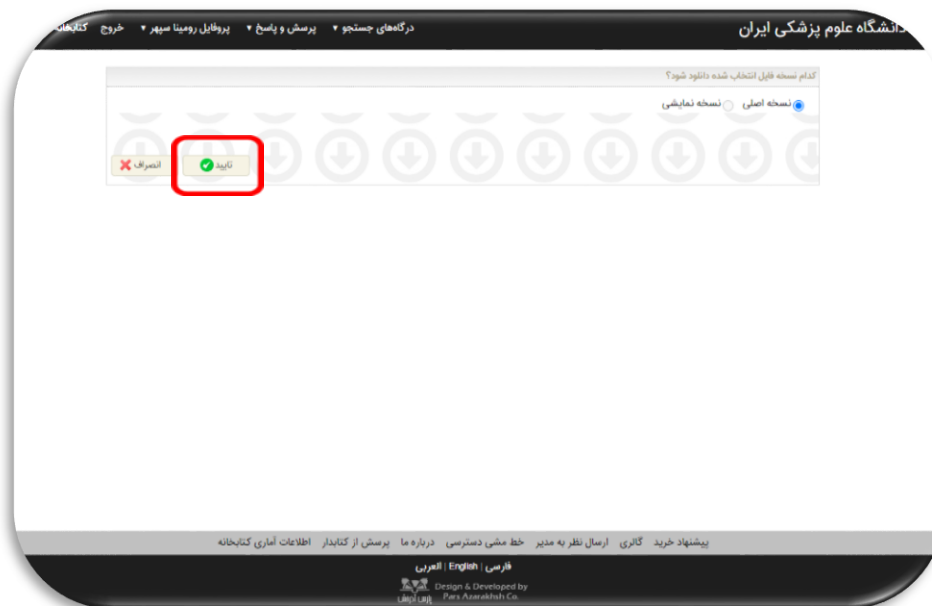 دانشگاه علوم پزشکی ایران
درگاه‌های جستجو ▾ پرسش و پاسخ ▾ پروفایل رومینا سپهر ▾ خروج
کدام نسخه فایل انتخاب شده دانلود شود؟
نسخه اصلی نسخه نمایشی
تایید انصراف
پیشنهاد خرید گالری ارسال نظر به مدیر خط مشی دسترسی درباره ما پرسش از کتابدار اطلاعات آماری کتابخانه
فارسی | English | العربی
Design & Developed by
Pars Azarakhsh Co.